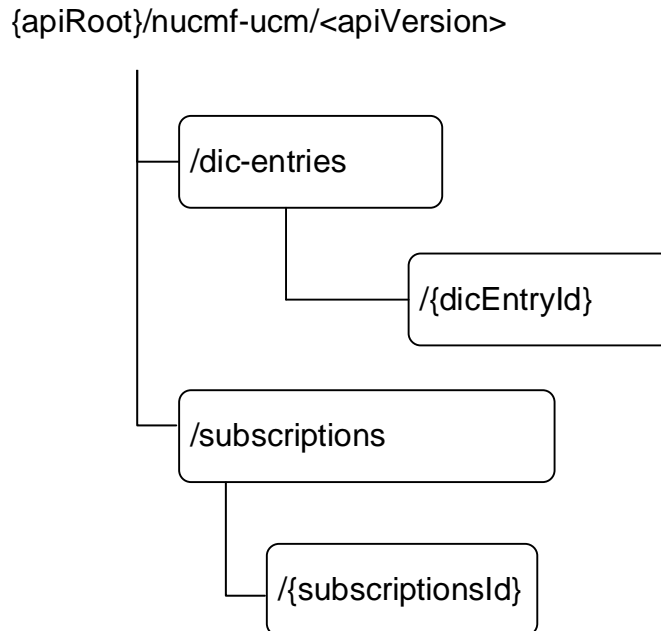 {apiRoot}/nucmf-ucm/<apiVersion>
/dic-entries
/{dicEntryId}
/subscriptions
/{subscriptionsId}